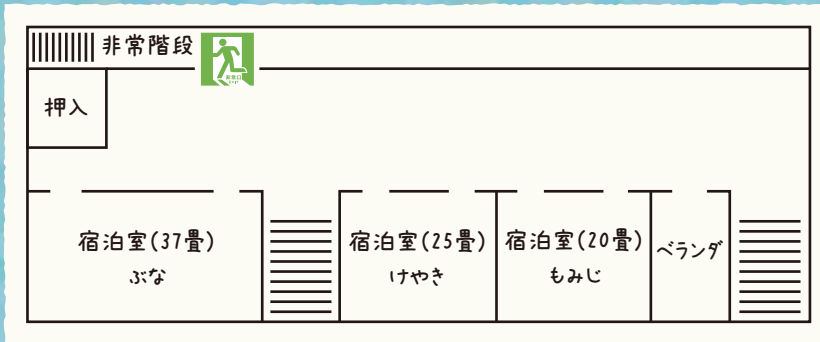 非常階段
押入
宿泊室(37畳)
ぶな
宿泊室(25畳)
けやき
宿泊室(20畳)
もみじ
ベランダ